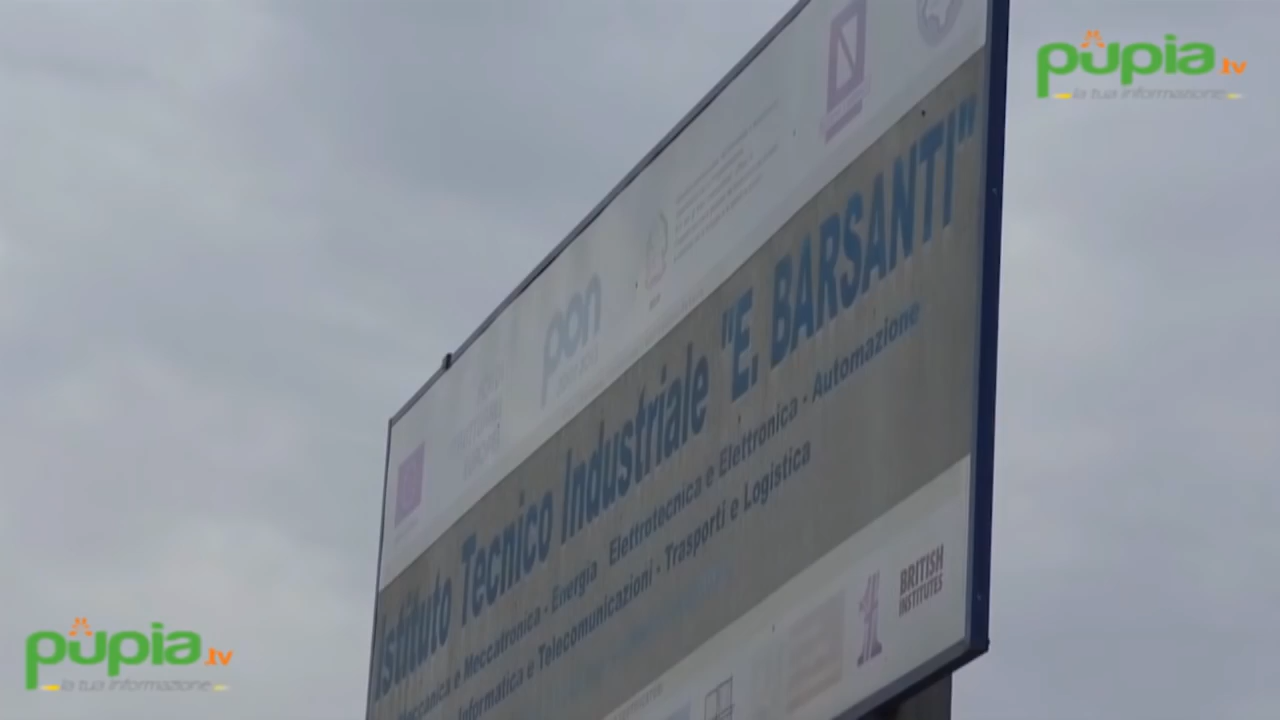 pupia.tv
la tua informazione
pon
Istituto Tecnico Industriale "E. BARSANTI"
Meccanica e Meccatronica - Energia Elettrotecnica e Elettronica - Automazione
Informatica e Telecomunicazioni - Trasporti e Logistica
BRITISH
INSTITUTES
pupia.tv
la tua informazione